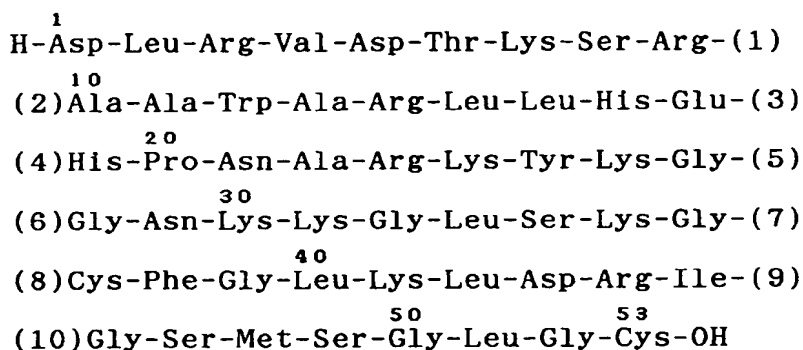 1
H-Asp-Leu-Arg-Val-Asp-Thr-Lys-Ser-Arg-(1)
10
(2)Ala-Ala-Trp-Ala-Arg-Leu-Leu-His-Glu-(3)
20
(4)His-Pro-Asn-Ala-Arg-Lys-Tyr-Lys-Gly-(5)
30
(6)Gly-Asn-Lys-Lys-Gly-Leu-Ser-Lys-Gly-(7)
40
(8)Cys-Phe-Gly-Leu-Lys-Leu-Asp-Arg-Ile-(9)
50 53
(10)Gly-Ser-Met-Ser-Gly-Leu-Gly-Cys-OH